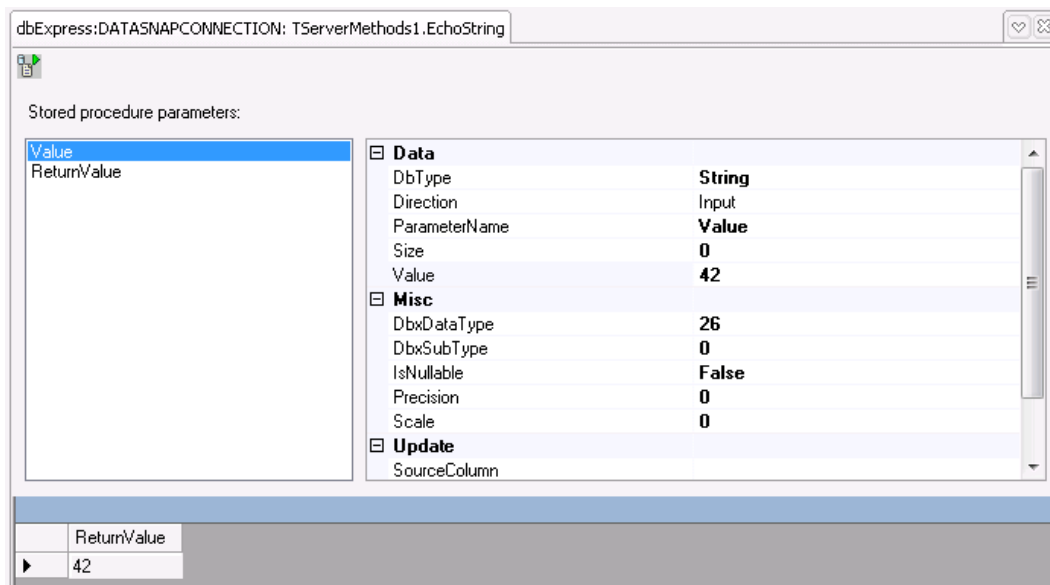 dbExpress:DATASNAPCONNECTION: TServerMethods1.EchoString
Stored procedure parameters:
Value
ReturnValue
Data
DbType String
Direction Input
ParameterName Value
Size 0
Value 42
Misc
DbxDataType 26
DbxSubType 0
IsNullable False
Precision 0
Scale 0
Update
SourceColumn
ReturnValue
42